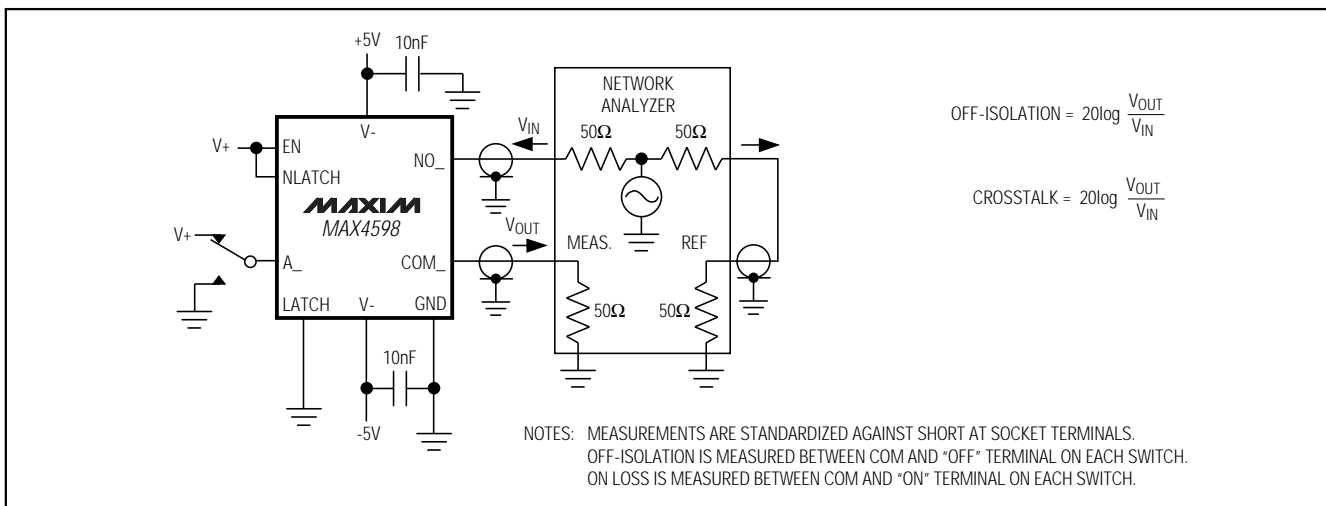 +5V
10nF
V-
V+
EN
NLATCH
NO_
MAXIM
MAX4598
V+
A_
COM_
LATCH
V-
GND
10nF
-5V
VIN
VOUT
NETWORK
ANALYZER
50Ω
50Ω
MEAS.
REF
50Ω
50Ω
OFF-ISOLATION = 20log VOUT
VIN
CROSSTALK = 20log VOUT
VIN
NOTES: MEASUREMENTS ARE STANDARDIZED AGAINST SHORT AT SOCKET TERMINALS.
OFF-ISOLATION IS MEASURED BETWEEN COM AND “OFF” TERMINAL ON EACH SWITCH.
ON LOSS IS MEASURED BETWEEN COM AND “ON” TERMINAL ON EACH SWITCH.